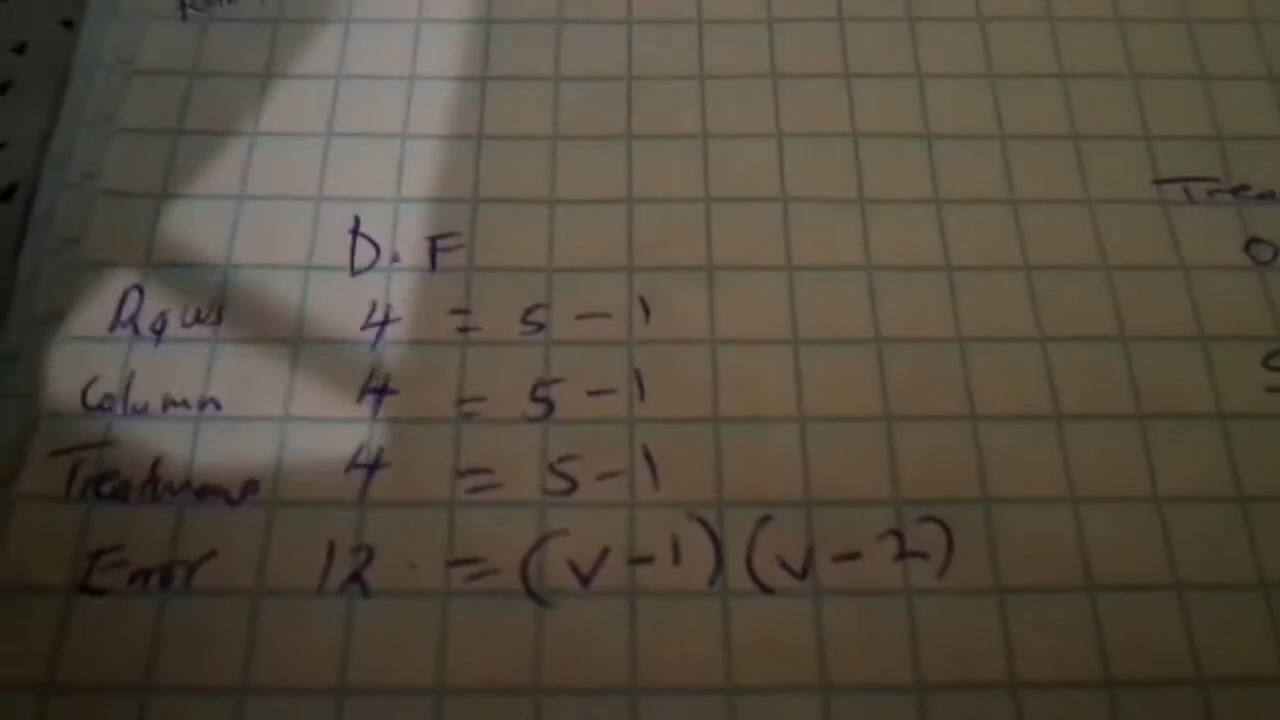 D.F
Rows 4 = 5 - 1
Column 4 = 5 - 1
Treatment 4 = 5 - 1
Error 12 = (v - 1)(v - 2)